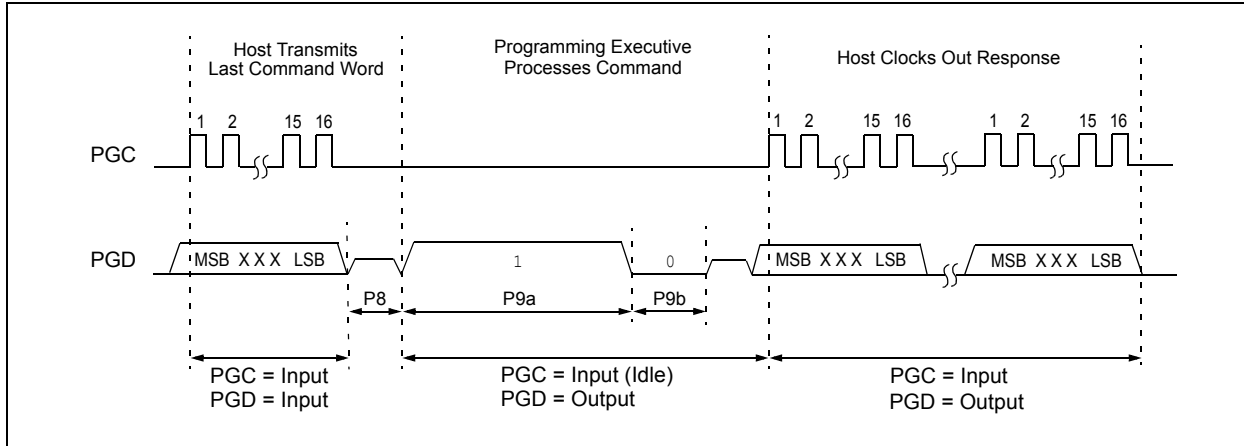 Host Transmits
Last Command Word
Programming Executive
Processes Command
Host Clocks Out Response
1 2 15 16 1 2 15 16 1 2 15 16
PGC
PGD
MSB X X X LSB 1 0 MSB X X X LSB MSB X X X LSB
P8 P9a P9b
PGC = Input
PGD = Input
PGC = Input (Idle)
PGD = Output
PGC = Input
PGD = Output